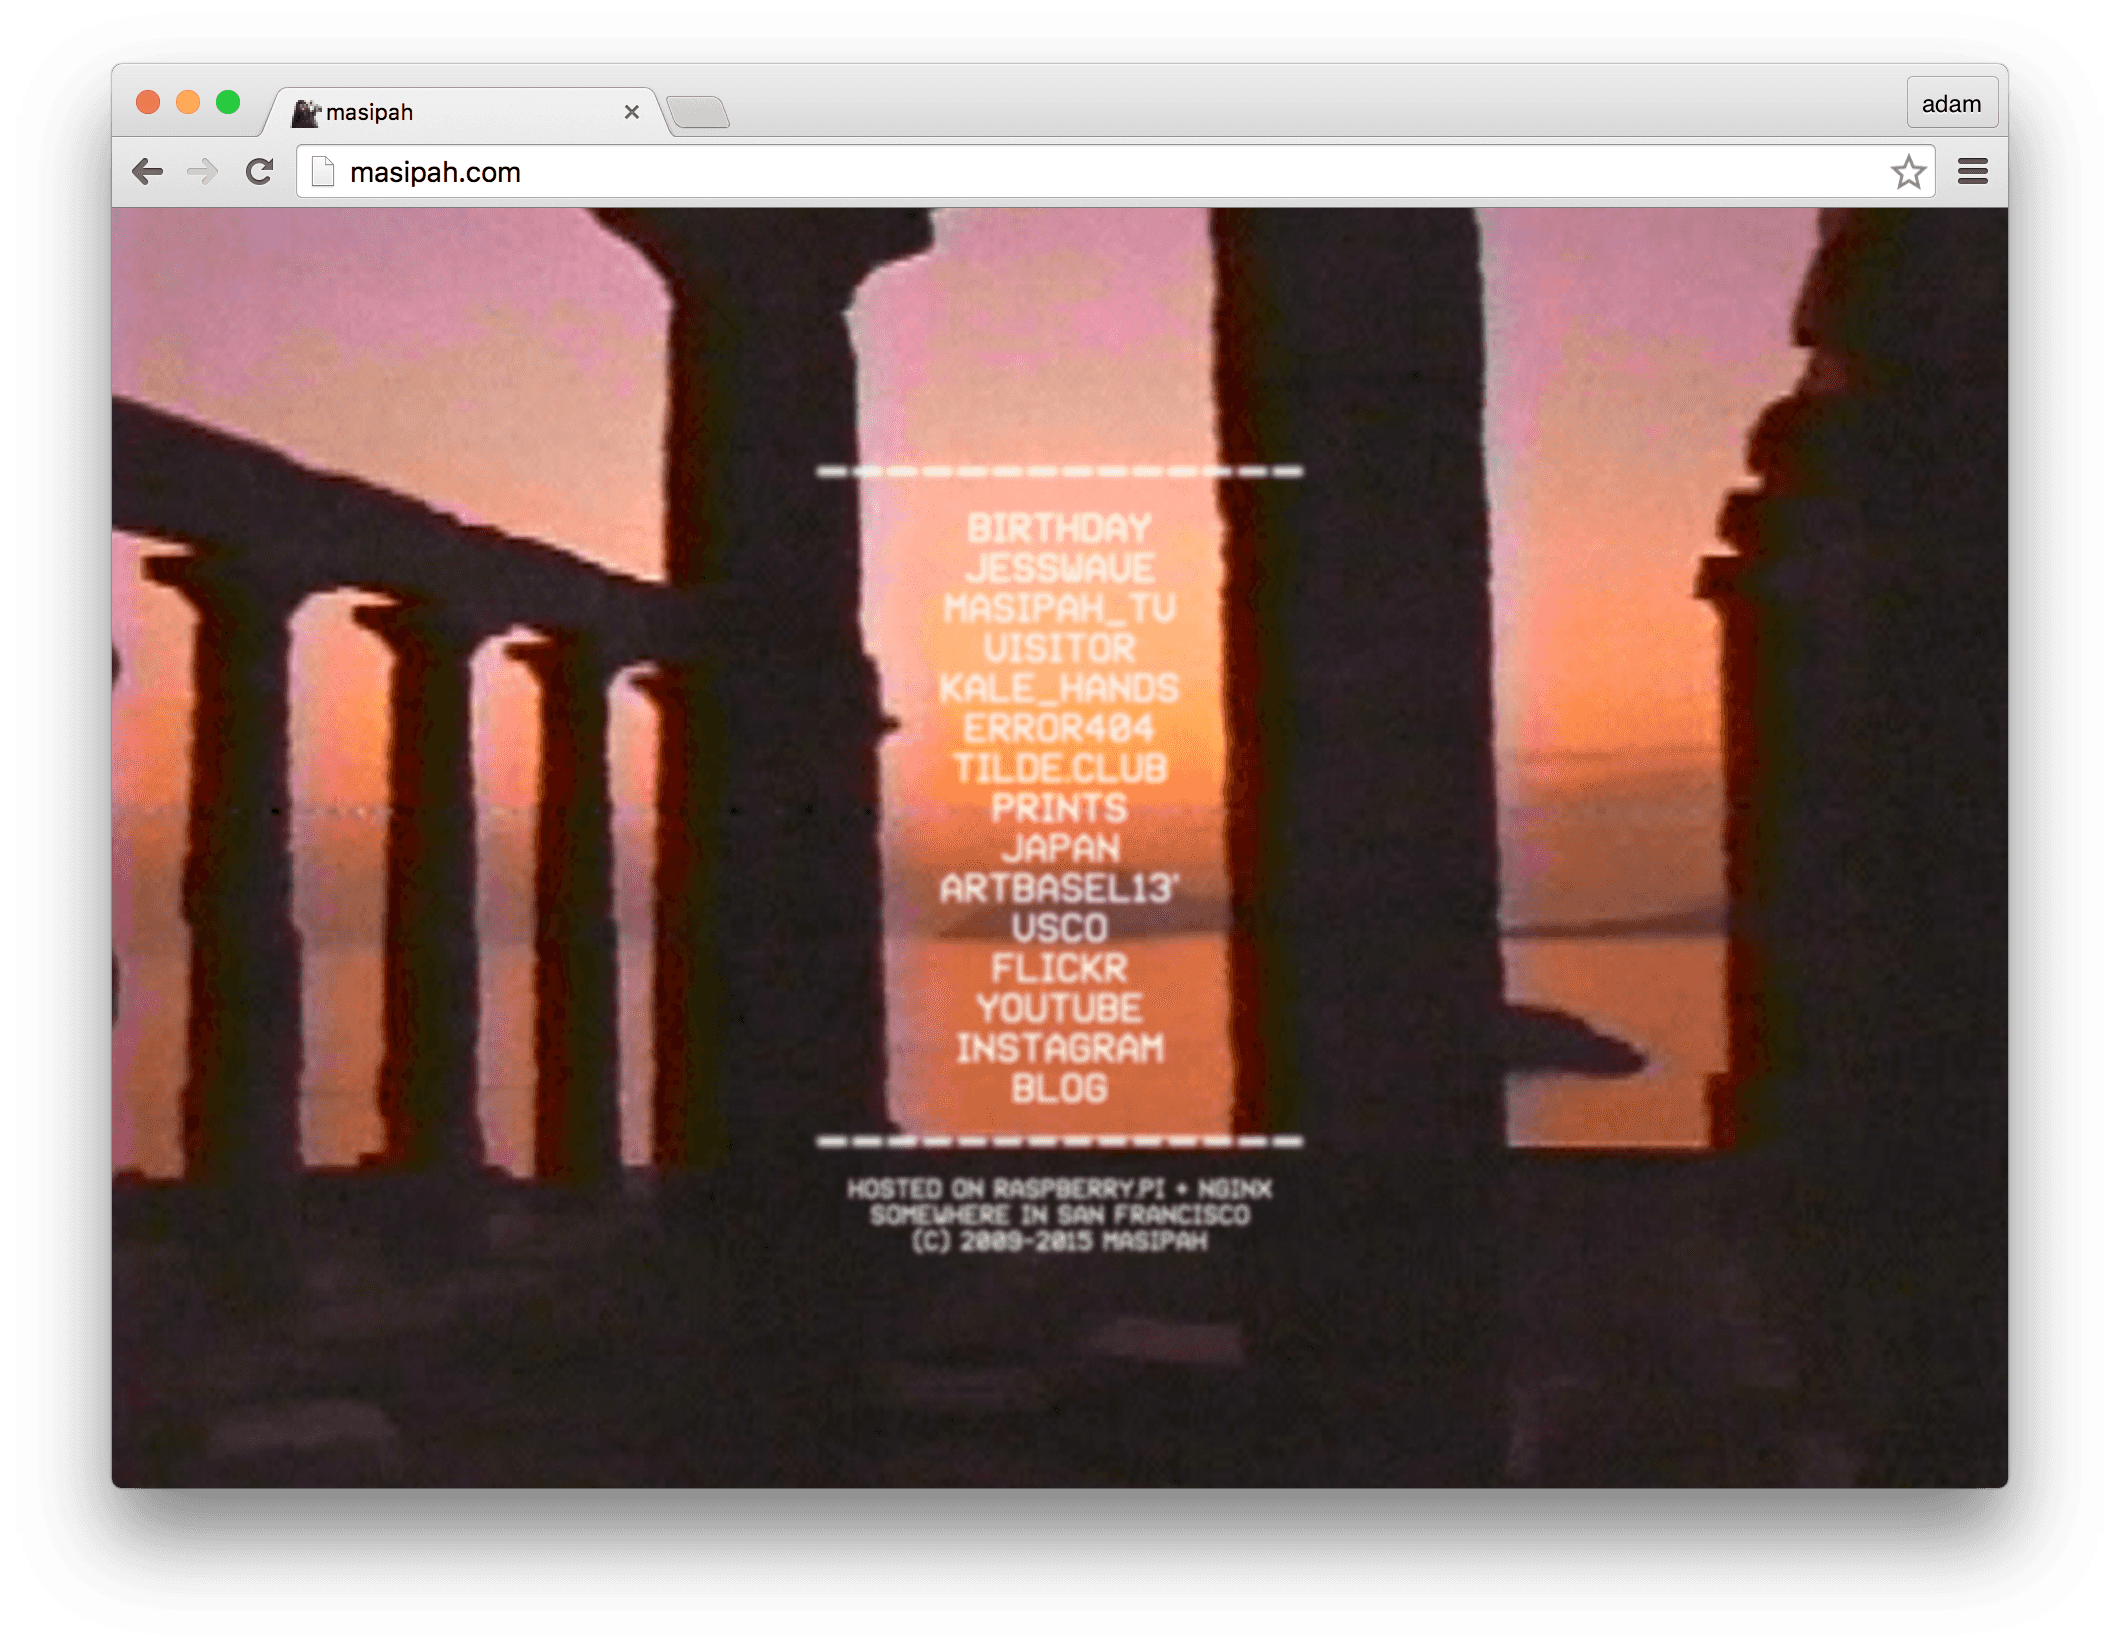 masipah
adam
masipah.com
BIRTHDAY
JESSWAVE
MASIPAH_TV
VISITOR
KALE_HANDS
ERROR404
TILDE.CLUB
PRINTS
JAPAN
ARTBASEL13'
VSCO
FLICKR
YOUTUBE
INSTAGRAM
BLOG
HOSTED ON RASPBERRY.PI + NGINX
SOMEWHERE IN SAN FRANCISCO
(C) 2009-2015 MASIPAH